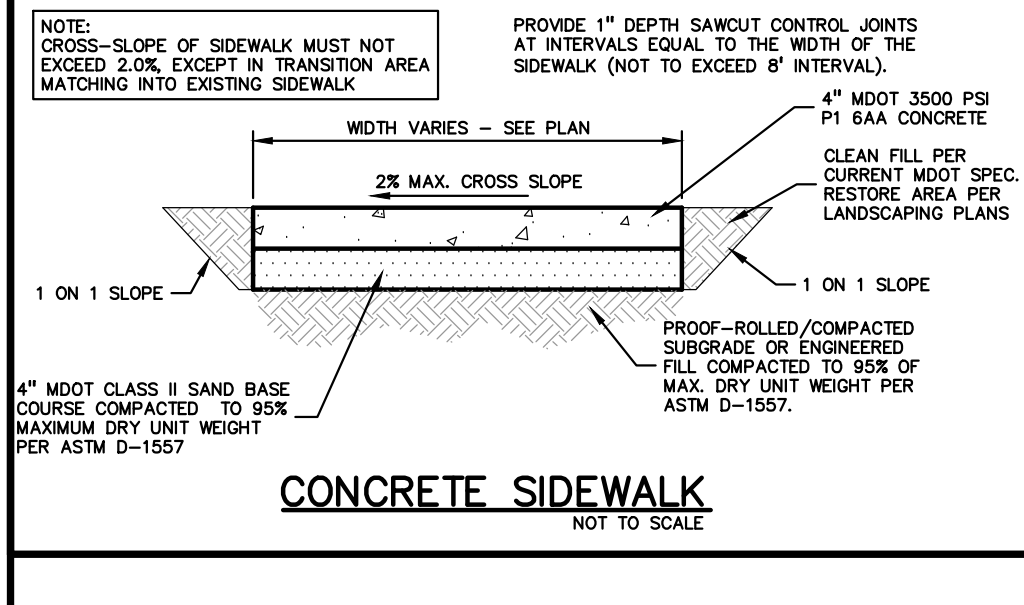 NOTE:
CROSS-SLOPE OF SIDEWALK MUST NOT
EXCEED 2.0%, EXCEPT IN TRANSITION AREA
MATCHING INTO EXISTING SIDEWALK
PROVIDE 1" DEPTH SAWCUT CONTROL JOINTS
AT INTERVALS EQUAL TO THE WIDTH OF THE
SIDEWALK (NOT TO EXCEED 8' INTERVAL).
4" MDOT 3500 PSI
P1 6AA CONCRETE
WIDTH VARIES - SEE PLAN
CLEAN FILL PER
CURRENT MDOT SPEC.
RESTORE AREA PER
LANDSCAPING PLANS
2% MAX. CROSS SLOPE
1 ON 1 SLOPE
1 ON 1 SLOPE
PROOF-ROLLED/COMPACTED
SUBGRADE OR ENGINEERED
FILL COMPACTED TO 95% OF
MAX. DRY UNIT WEIGHT PER
ASTM D-1557.
4" MDOT CLASS II SAND BASE
COURSE COMPACTED TO 95%
MAXIMUM DRY UNIT WEIGHT
PER ASTM D-1557
CONCRETE SIDEWALK
NOT TO SCALE